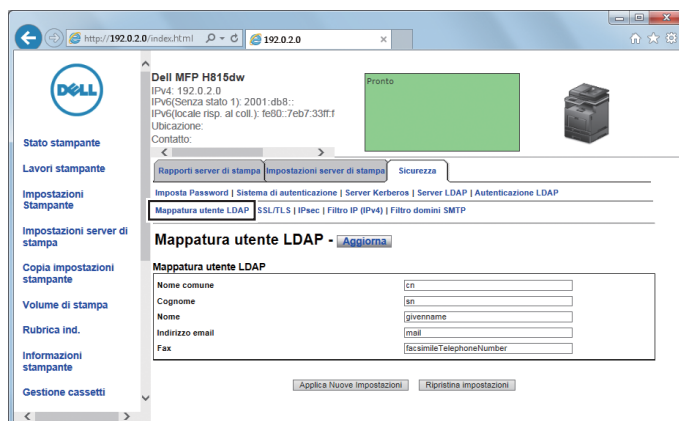 http://192.0.2.0/index.html
192.0.2.0
DELL
Stato stampante
Lavori stampante
Impostazioni
Stampante
Impostazioni server di
stampa
Copia impostazioni
stampante
Volume di stampa
Rubrica ind.
Informazioni
stampante
Gestione cassetti
Dell MFP H815dw
IPv4: 192.0.2.0
IPv6(Senza stato 1): 2001:db8::
IPv6(locale risp. al coll.): fe80::7eb7:33ff:f
Ubicazione:
Contatto:
Pronto
Rapporti server di stampa Impostazioni server di stampa Sicurezza
Imposta Password | Sistema di autenticazione | Server Kerberos | Server LDAP | Autenticazione LDAP
Mappatura utente LDAP SSL/TLS | IPsec | Filtro IP (IPv4) | Filtro domini SMTP
Mappatura utente LDAP - Aggiorna
Mappatura utente LDAP
Nome comune cn
Cognome sn
Nome givenname
Indirizzo email mail
Fax facsimileTelephoneNumber
Applica Nuove Impostazioni Ripristina impostazioni